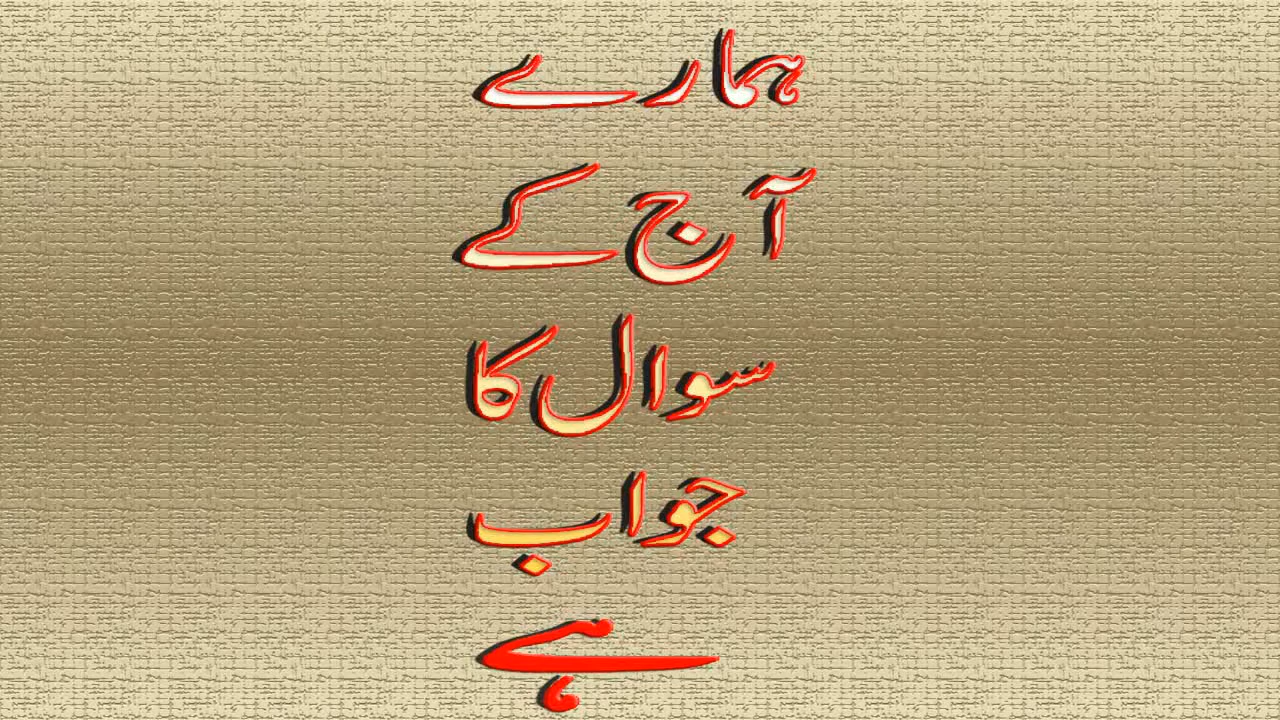 ہمارے
آج کے
سوال کا
جواب
ہے